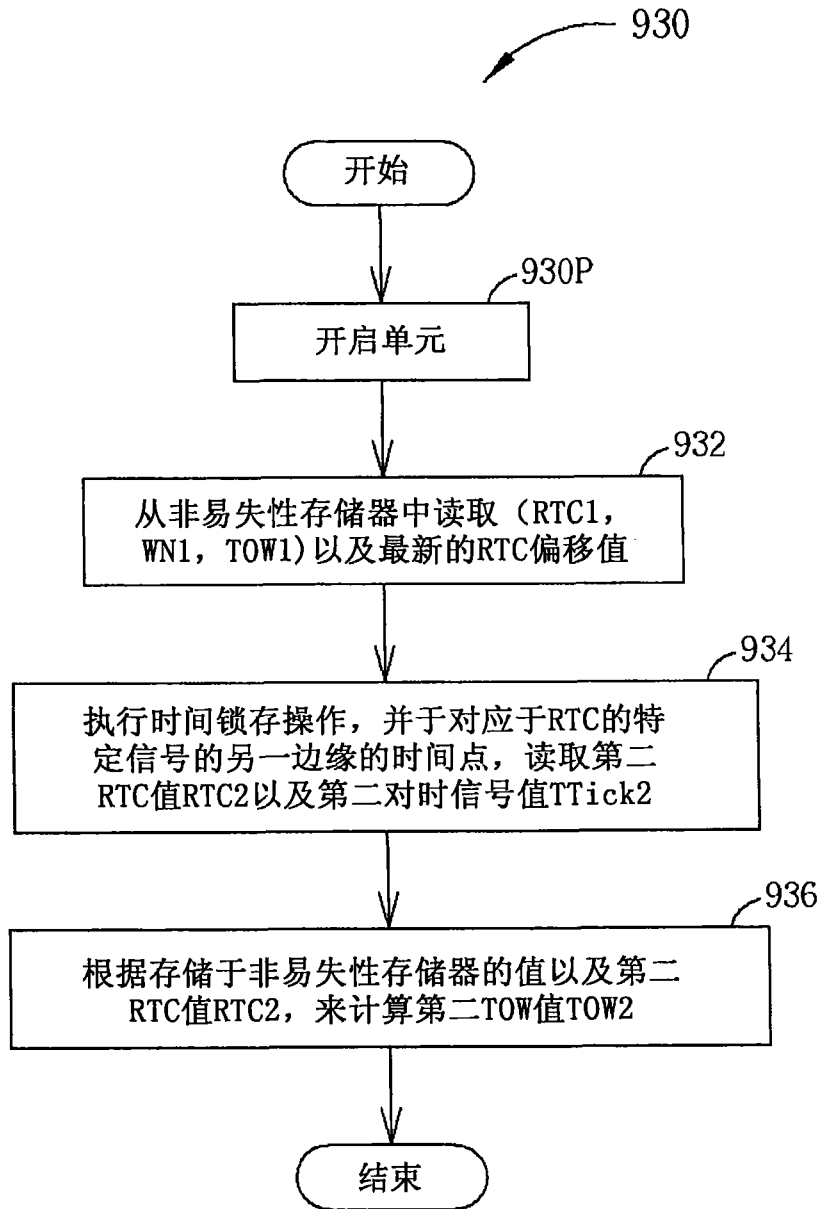 930
开始
930P
开启单元
932
从非易失性存储器中读取（RTC1，
WN1，TOW1)以及最新的RTC偏移值
934
执行时间锁存操作，并于对应于RTC的特
定信号的另一边缘的时间点，读取第二
RTC值RTC2以及第二对时信号值TTick2
936
根据存储于非易失性存储器的值以及第二
RTC值RTC2，来计算第二TOW值TOW2
结束